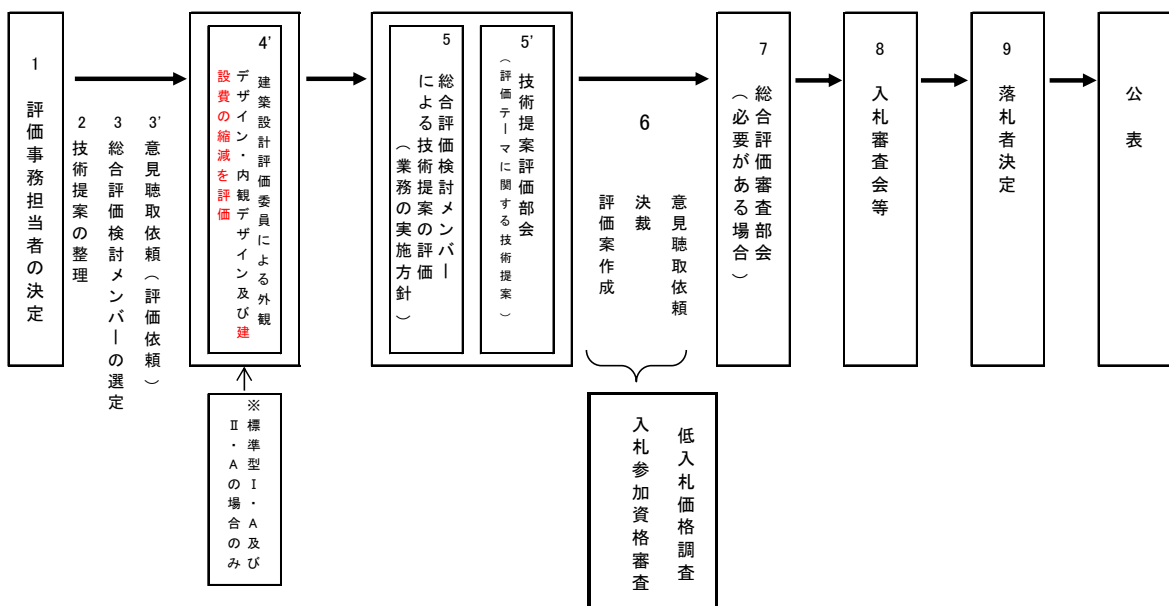 1 評価事務担当者の決定
2 技術提案の整理
3 総合評価検討メンバーの選定
3' 意見聴取依頼（評価依頼）
4' 建築設計評価委員による外観
デザイン・内観デザイン及び建
設費の縮減を評価
※標準型Ⅰ・A及び
Ⅱ・Aの場合のみ
5 総合評価検討メンバー
による技術提案の評価
（業務の実施方針）
5' 技術提案評価部会
（評価テーマに関する技術提案）
6
評価案作成
決裁
意見聴取依頼
低入札価格調査
入札参加資格審査
7 総合評価審査部会
（必要がある場合）
8 入札審査会等
9 落札者決定
公表